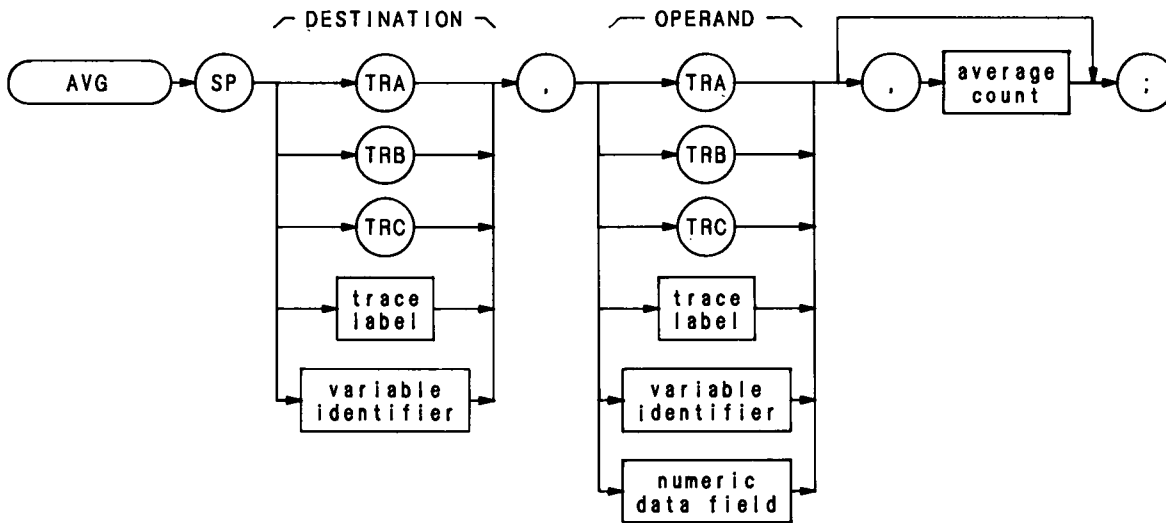 DESTINATION OPERAND
AVG SP TRA , TRA , average count ;
TRB TRB
TRC TRC
trace label trace label
variable identifier variable identifier
numeric data field